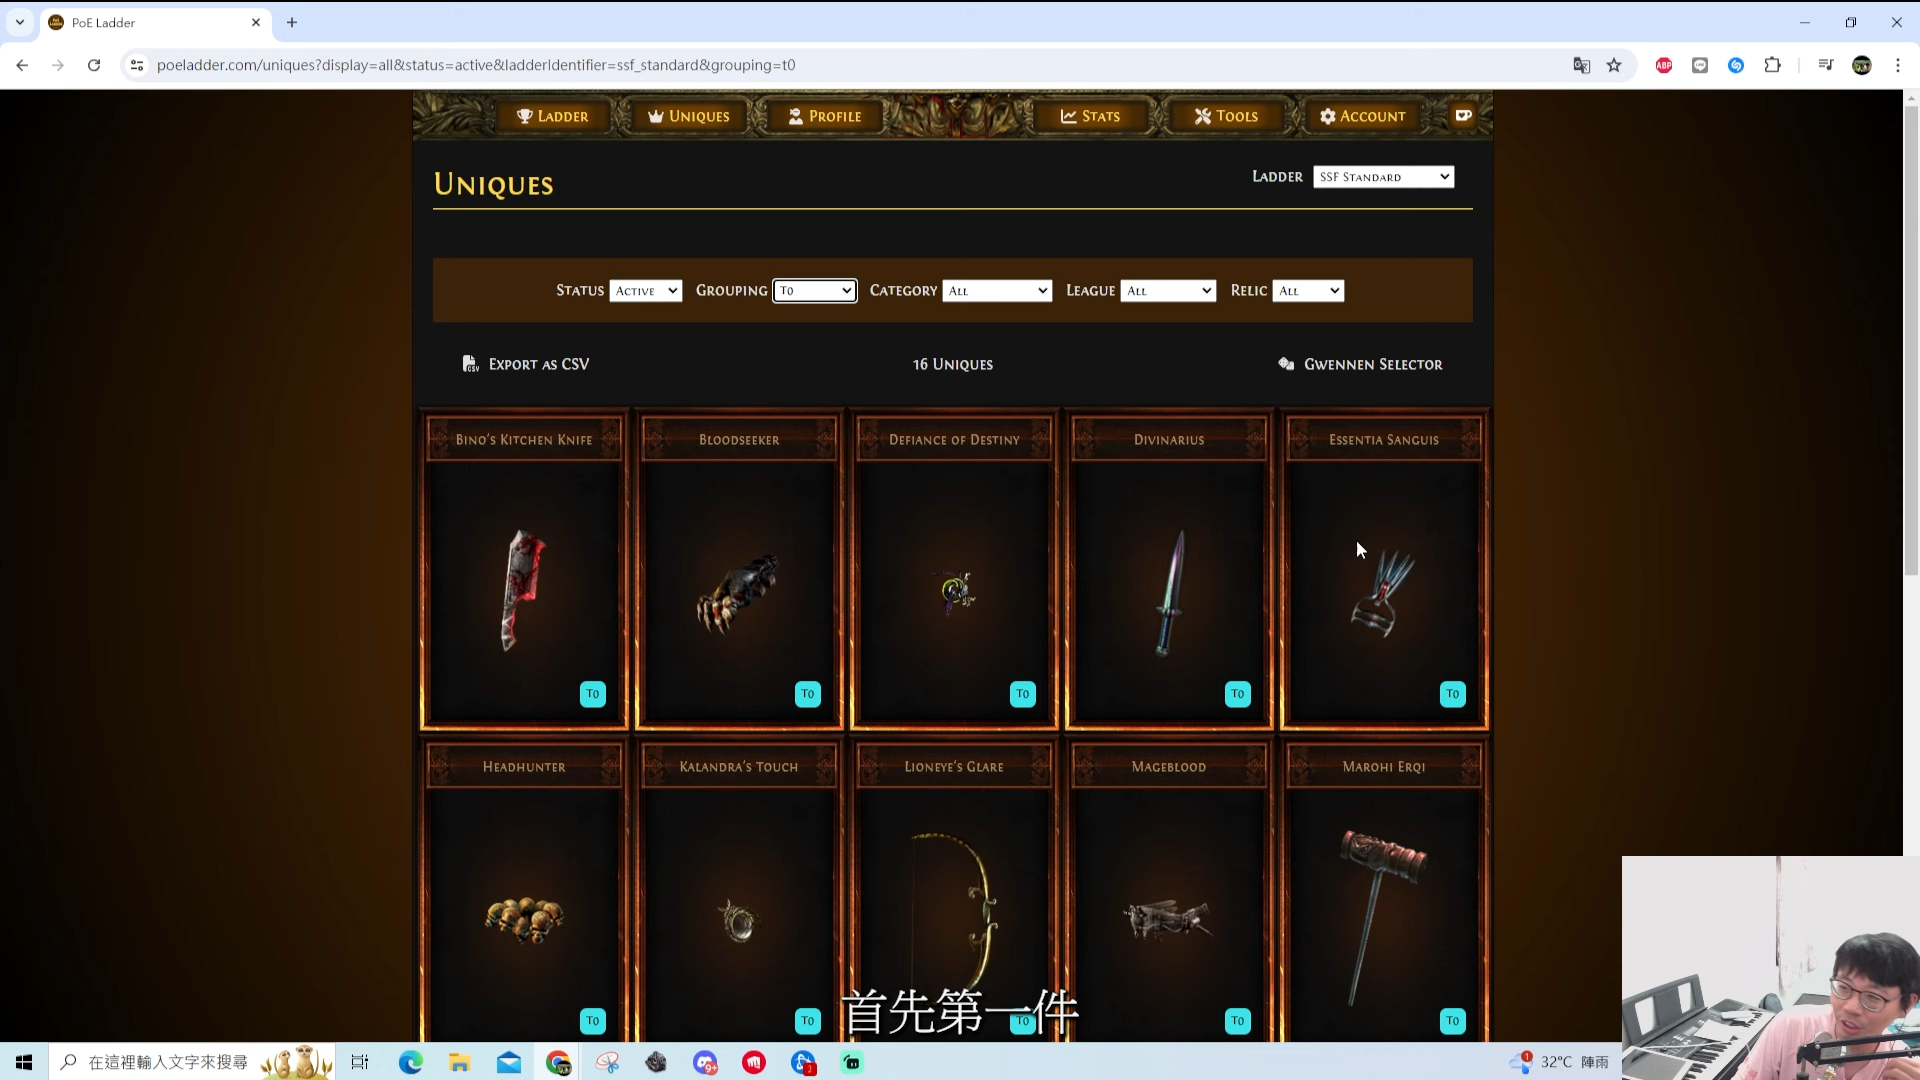 PoE Ladder
poeladder.com/uniques?display=all&status=active&ladderIdentifier=ssf_standard&grouping=t0
ABP
Ladder
Uniques
Profile
Stats
Tools
Account
Uniques
Ladder SSF Standard
Status Active Grouping T0 Category All League All Relic All
Export as CSV
16 Uniques
Gwennen Selector
Bino's Kitchen Knife
Bloodseeker
Defiance of Destiny
Divinarius
Essentia Sanguis
T0
T0
T0
T0
T0
Headhunter
Kalandra's Touch
Lioneye's Glare
Mageblood
Marohi Erqi
T0
T0
T0
T0
T0
首先第一件
在這裡輸入文字來搜尋
9+
2
1
32°C 陣雨